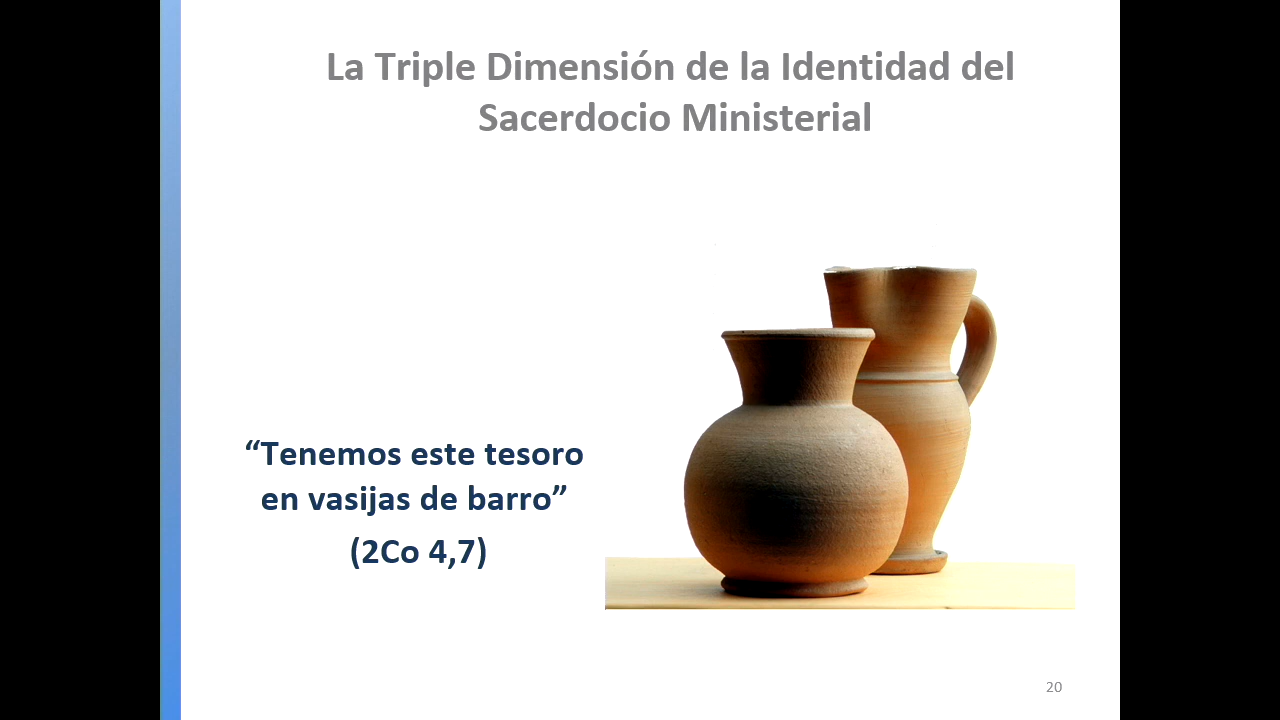 La Triple Dimensión de la Identidad del
Sacerdocio Ministerial
“Tenemos este tesoro
en vasijas de barro”
(2Co 4,7)
20